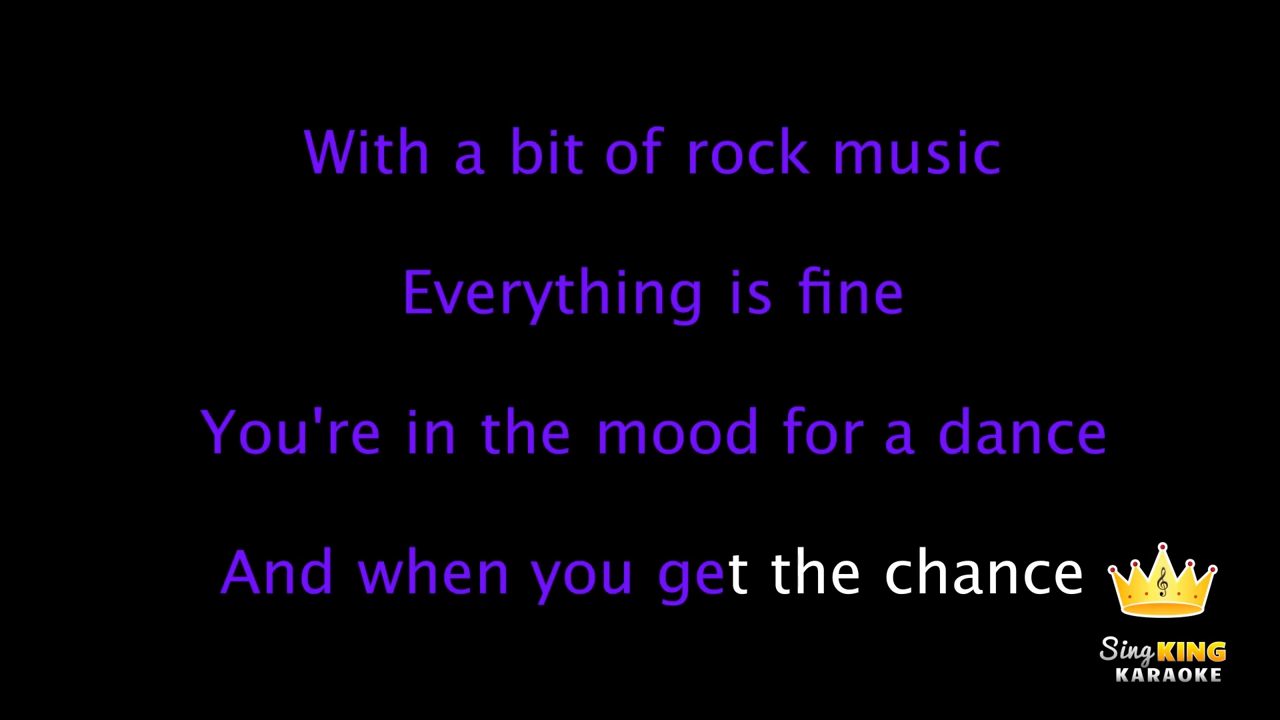 With a bit of rock music
Everything is fine
You're in the mood for a dance
And when you get the chance
Sing KING
KARAOKE